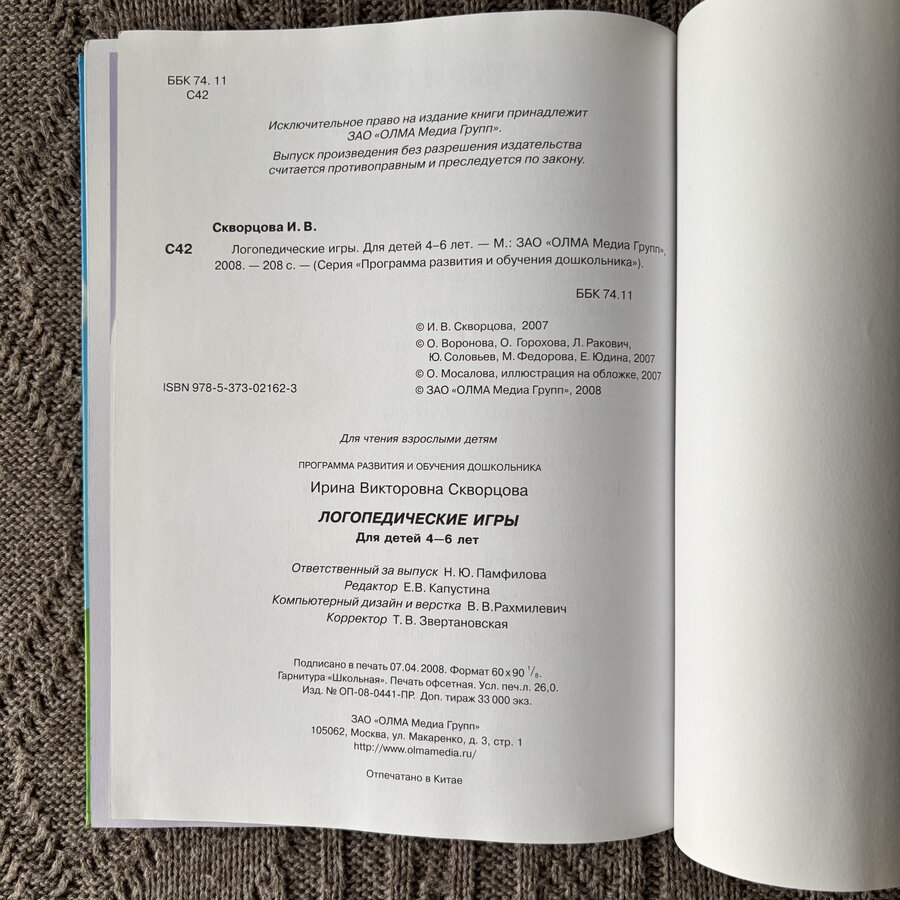 ББК 74. 11
С42
Исключительное право на издание книги принадлежит
ЗАО «ОЛМА Медиа Групп».
Выпуск произведения без разрешения издательства
считается противоправным и преследуется по закону.
Скворцова И. В.
С42 Логопедические игры. Для детей 4–6 лет. — М.: ЗАО «ОЛМА Медиа Групп»,
2008. — 208 с. — (Серия «Программа развития и обучения дошкольника»).
ББК 74.11
© И. В. Скворцова, 2007
© О. Воронова, О. Горохова, Л. Ракович,
Ю. Соловьев, М. Федорова, Е. Юдина, 2007
© О. Мосалова, иллюстрация на обложке, 2007
ISBN 978-5-373-02162-3 © ЗАО «ОЛМА Медиа Групп», 2008
Для чтения взрослыми детям
ПРОГРАММА РАЗВИТИЯ И ОБУЧЕНИЯ ДОШКОЛЬНИКА
Ирина Викторовна Скворцова
ЛОГОПЕДИЧЕСКИЕ ИГРЫ
Для детей 4—6 лет
Ответственный за выпуск Н. Ю. Памфилова
Редактор Е.В. Капустина
Компьютерный дизайн и верстка В. В.Рахмилевич
Корректор Т. В. Звертановская
Подписано в печать 07.04. 2008. Формат 60 х 90 1/8.
Гарнитура «Школьная». Печать офсетная. Усл. печ.л. 26,0.
Изд. № ОП-08-0441-ПР. Доп. тираж 33 000 экз.
ЗАО «ОЛМА Медиа Групп»
105062, Москва, ул. Макаренко, д. 3, стр. 1
http://www.olmamedia.ru/
Отпечатано в Китае